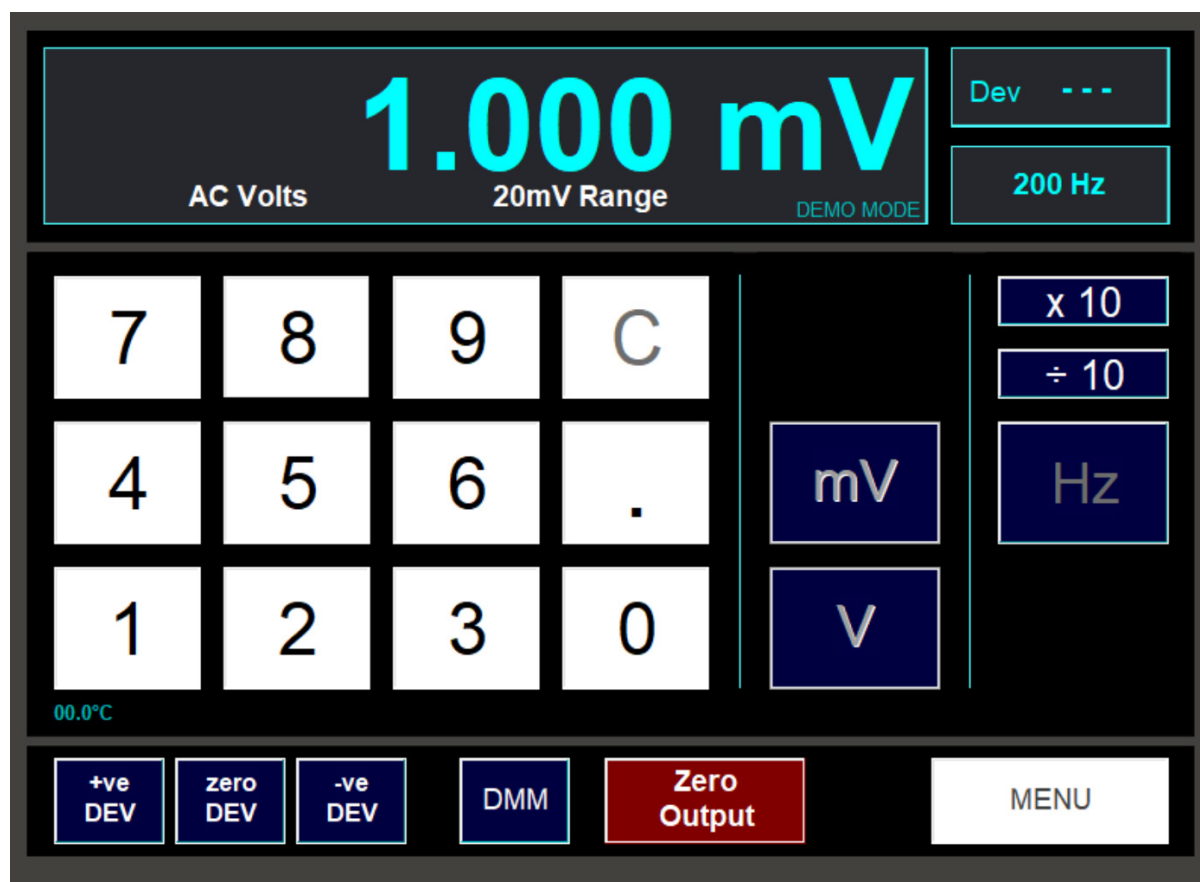 1.000 mV
AC Volts 20mV Range DEMO MODE
Dev ---
200 Hz
7 8 9 C
x 10
÷ 10
4 5 6 . mV Hz
1 2 3 0 V
00.0°C
+ve
DEV
zero
DEV
-ve
DEV
DMM
Zero
Output
MENU